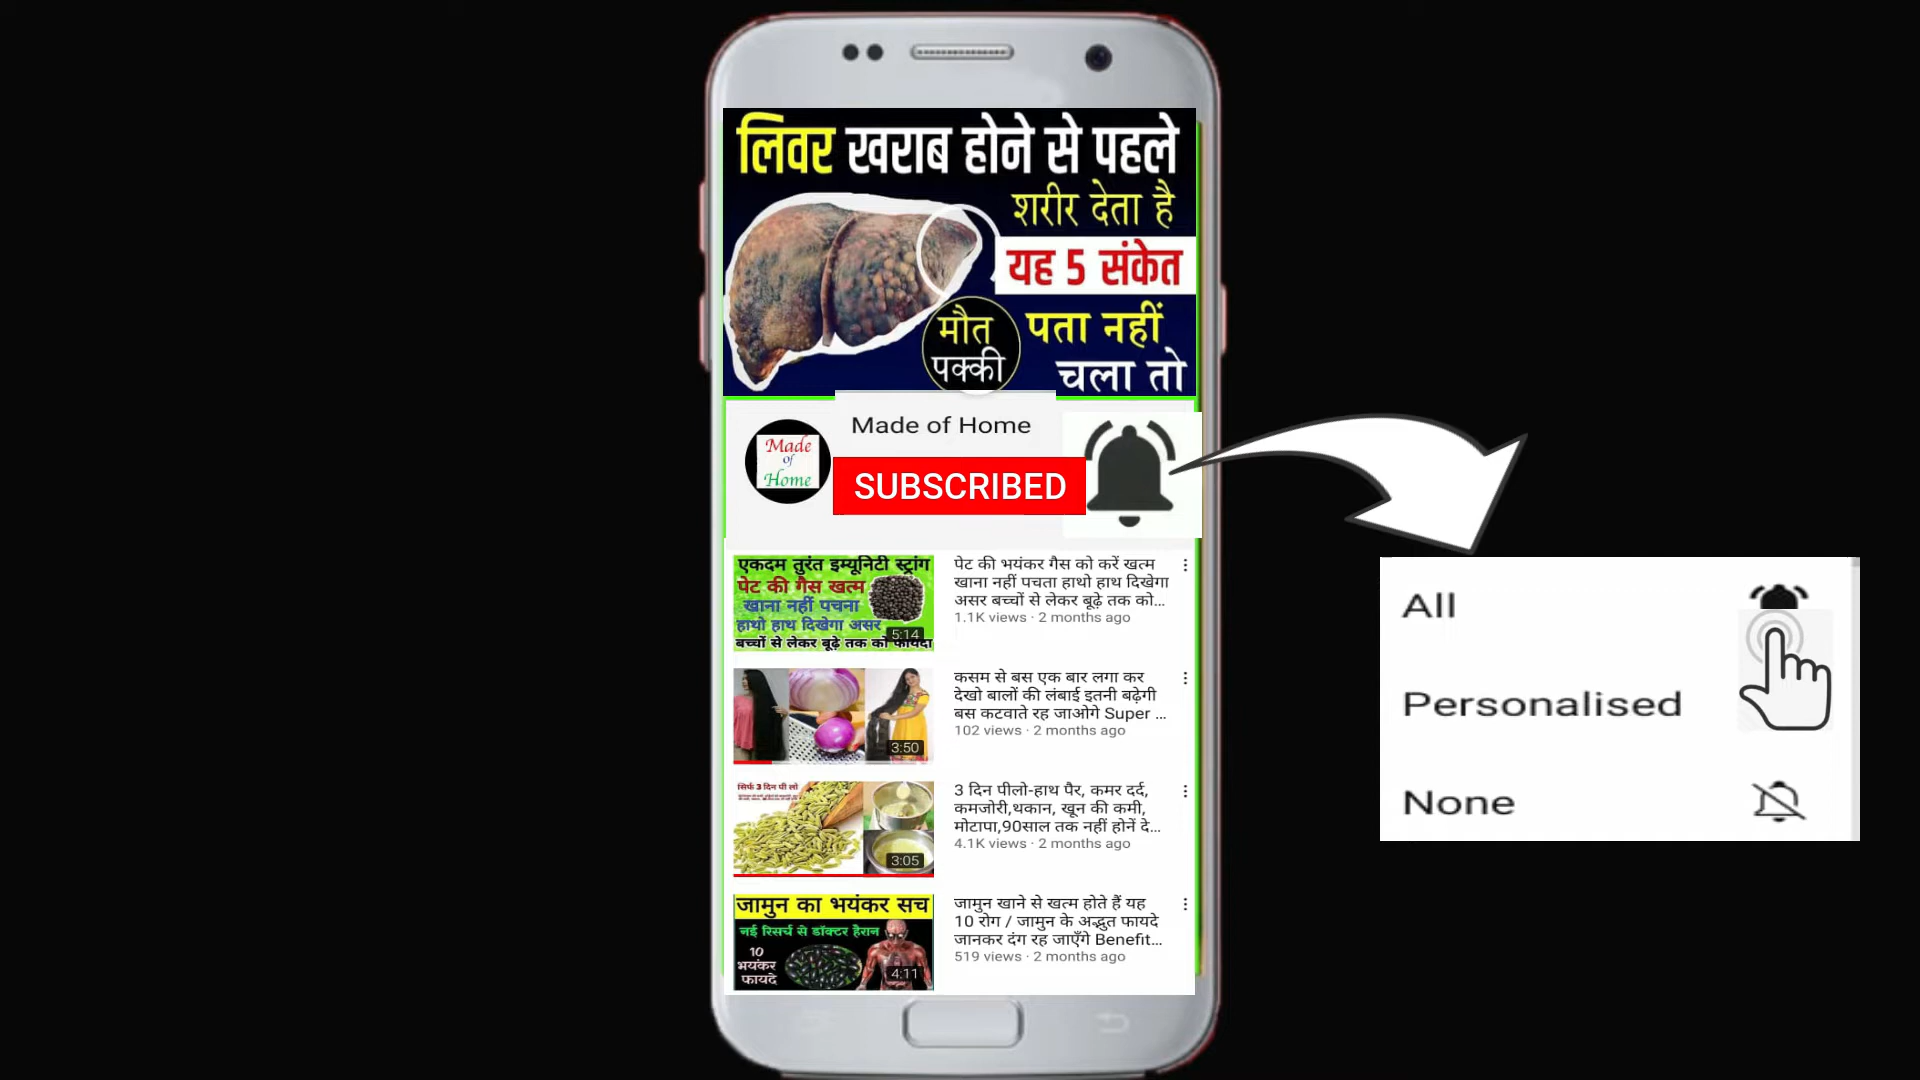 लिवर खराब होने से पहले
शरीर देता है
यह 5 संकेत
मौत
पक्की
पता नहीं
चला तो
Made
of
Home
Made of Home
SUBSCRIBED
एकदम तुरंत इम्यूनिटी स्ट्रांग
पेट की गैस खत्म
खाना नहीं पचना
हाथो हाथ दिखेगा असर
5:14
बच्चों से लेकर बूढ़े तक को फायदा
पेट की भयंकर गैस को करें खत्म
खाना नहीं पचता हाथो हाथ दिखेगा
असर बच्चों से लेकर बूढ़े तक को...
1.1K views · 2 months ago
3:50
कसम से बस एक बार लगा कर
देखो बालों की लंबाई इतनी बढ़ेगी
बस कटवाते रह जाओगे Super ...
102 views · 2 months ago
सिर्फ 3 दिन पी लो
3:05
3 दिन पीलो-हाथ पैर, कमर दर्द,
कमजोरी,थकान, खून की कमी,
मोटापा,90साल तक नहीं होनें दे...
4.1K views · 2 months ago
जामुन का भयंकर सच
नई रिसर्च से डॉक्टर हैरान
10
भयंकर
फायदे
4:11
जामुन खाने से खत्म होते हैं यह
10 रोग / जामुन के अद्भुत फायदे
जानकर दंग रह जाएँगे Benefit...
519 views · 2 months ago
All
Personalised
None